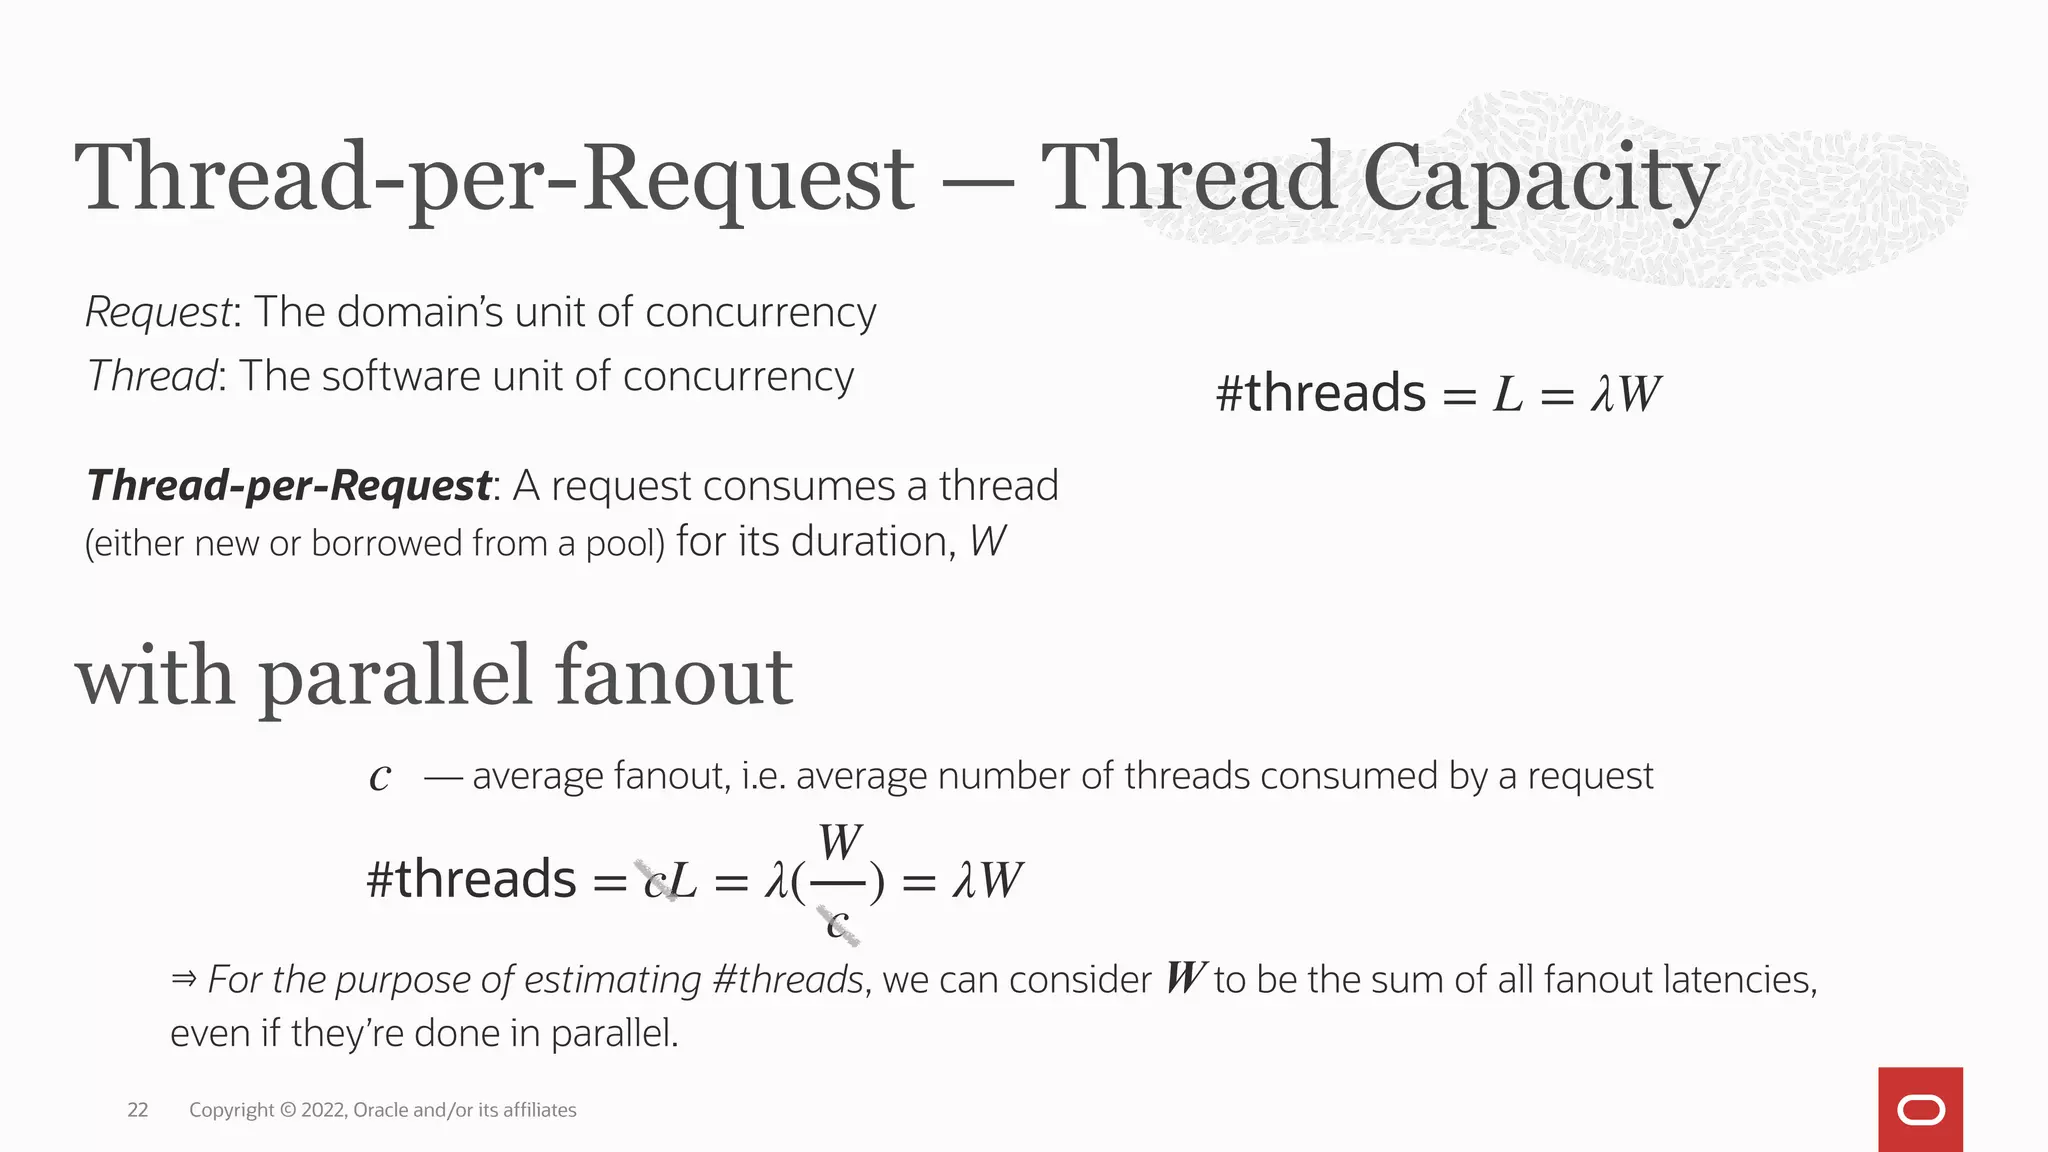 Thread-per-Request — Thread Capacity
Request: The domain’s unit of concurrency
Thread: The software unit of concurrency
#threads = L = λW
Thread-per-Request: A request consumes a thread
(either new or borrowed from a pool) for its duration, W
with parallel fanout
c — average fanout, i.e. average number of threads consumed by a request
#threads = cL = λ(W/c) = λW
⇒ For the purpose of estimating #threads, we can consider W to be the sum of all fanout latencies,
even if they’re done in parallel.
22 Copyright © 2022, Oracle and/or its affiliates